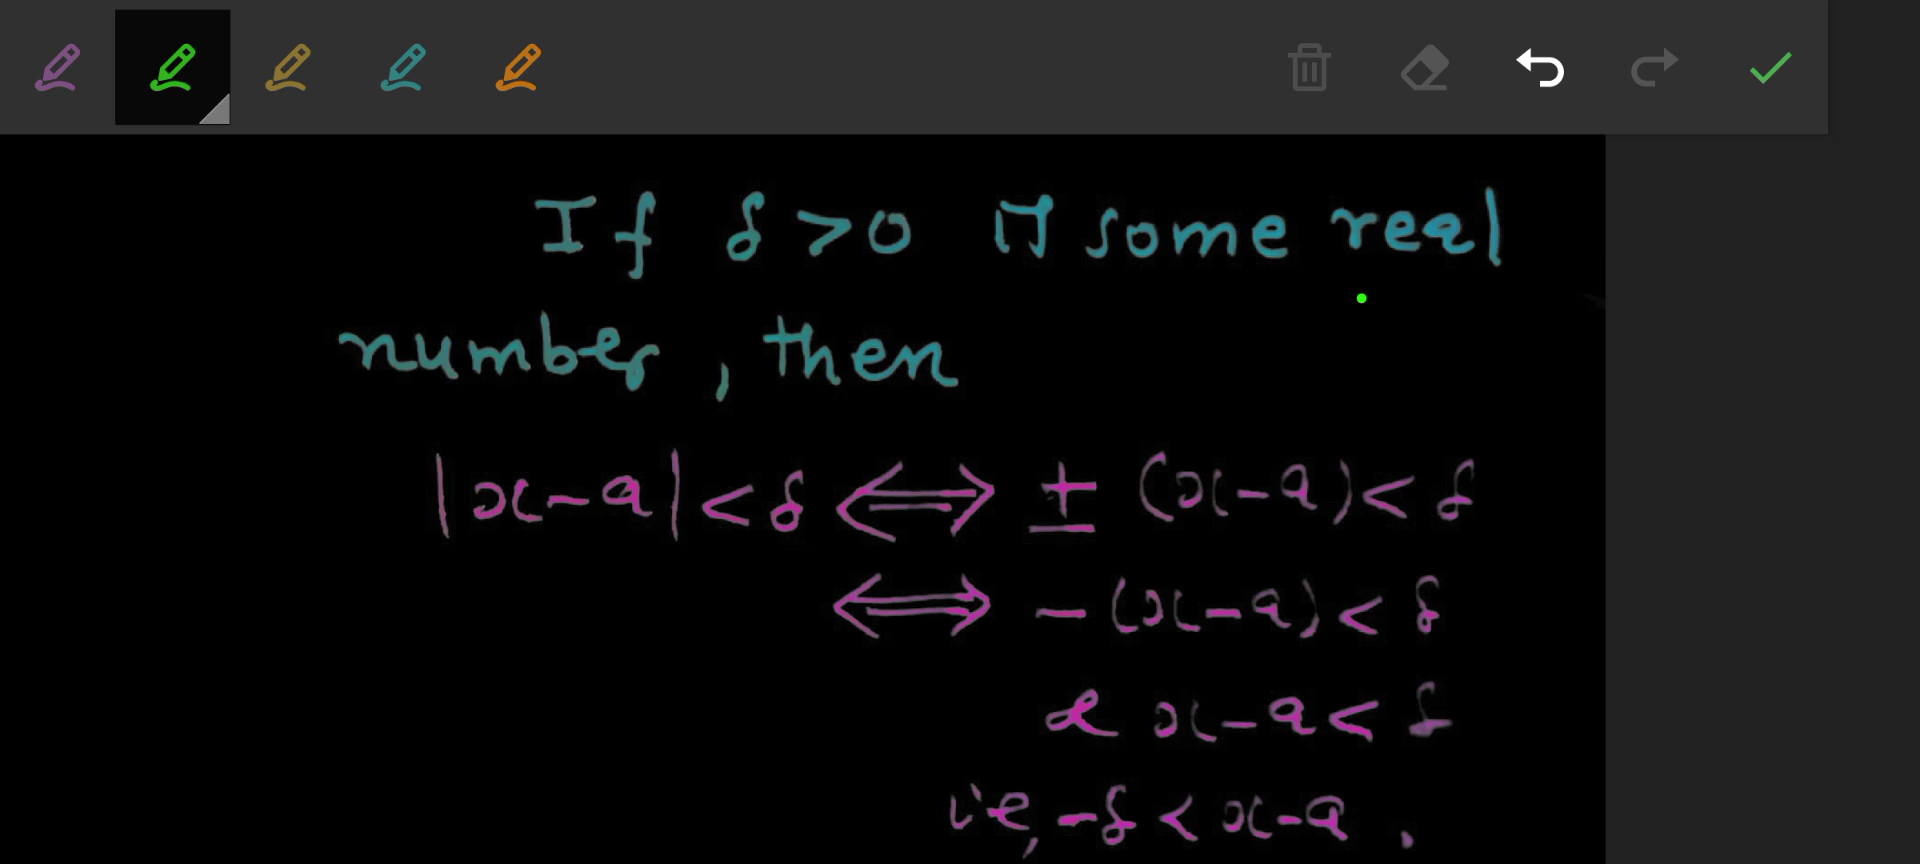 If δ > 0 is some real
number, then
|x-a| < δ ⟺ ± (x-a) < δ
⟺ - (x-a) < δ
& x-a < δ
i.e, -δ < x-a .